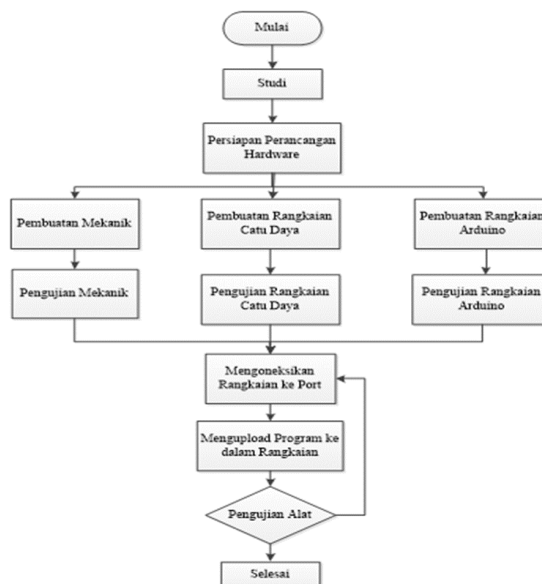 Mulai
Studi
Persiapan Perancangan
Hardware
Pembuatan Mekanik
Pembuatan Rangkaian
Catu Daya
Pembuatan Rangkaian
Arduino
Pengujian Mekanik
Pengujian Rangkaian
Catu Daya
Pengujian Rangkaian
Arduino
Mengoneksikan
Rangkaian ke Port
Mengupload Program ke
dalam Rangkaian
Pengujian Alat
Selesai